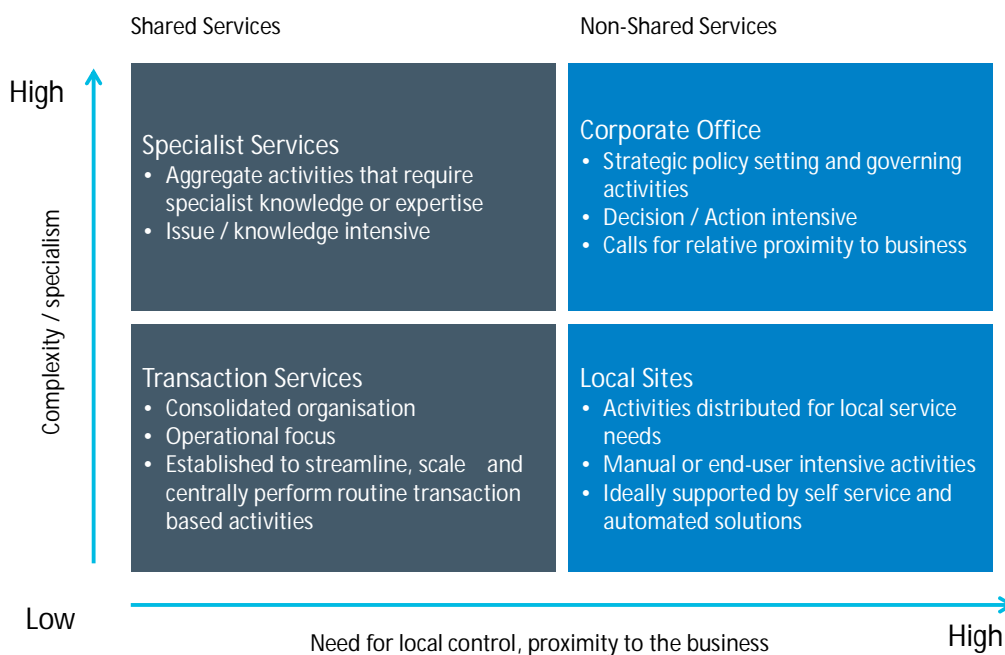 Shared Services
Non-Shared Services
High
Complexity / specialism
Specialist Services
• Aggregate activities that require
specialist knowledge or expertise
• Issue / knowledge intensive
Corporate Office
• Strategic policy setting and governing
activities
• Decision / Action intensive
• Calls for relative proximity to business
Transaction Services
• Consolidated organisation
• Operational focus
• Established to streamline, scale and
centrally perform routine transaction
based activities
Local Sites
• Activities distributed for local service
needs
• Manual or end-user intensive activities
• Ideally supported by self service and
automated solutions
Low
Need for local control, proximity to the business
High